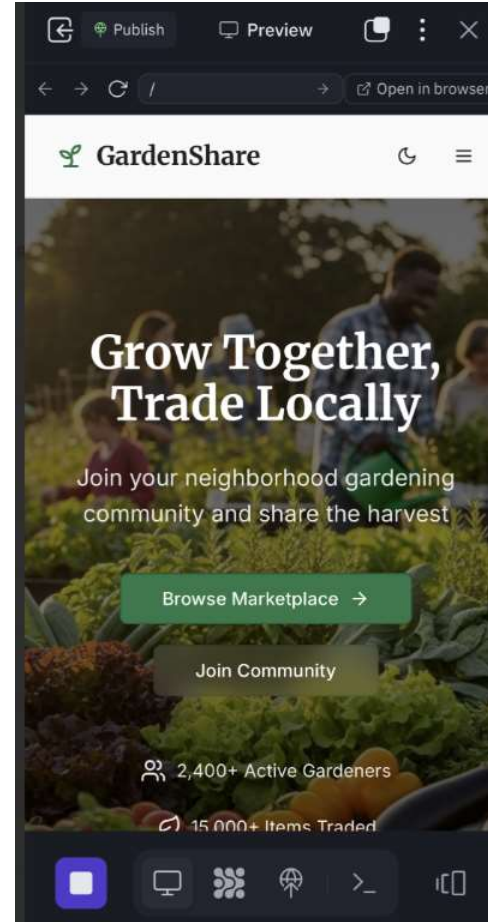 Publish
Preview
/
Open in browser
GardenShare
Grow Together,
Trade Locally
Join your neighborhood gardening
community and share the harvest
Browse Marketplace →
Join Community
2,400+ Active Gardeners
15,000+ Items Traded